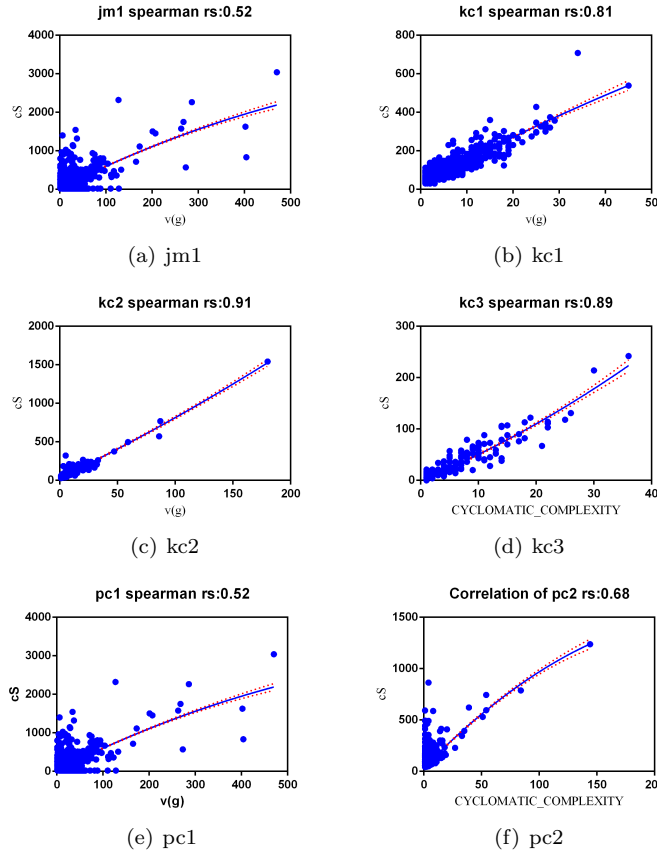 jm1 spearman rs:0.52
kc1 spearman rs:0.81
4000
3000
2000
1000
0
cS
0 100 200 300 400 500
v(g)
800
600
400
200
0
cS
0 20 40 60
v(g)
(a) jm1
(b) kc1
kc2 spearman rs:0.91
kc3 spearman rs:0.89
2000
1500
1000
500
0
cS
0 50 100 150 200
v(g)
300
200
100
0
cS
0 10 20 30 40
CYCLOMATIC_COMPLEXITY
(c) kc2
(d) kc3
pc1 spearman rs:0.52
Correlation of pc2 rs:0.68
4000
3000
2000
1000
0
cS
0 100 200 300 400 500
v(g)
1500
1000
500
0
cS
0 50 100 150 200
CYCLOMATIC_COMPLEXITY
(e) pc1
(f) pc2